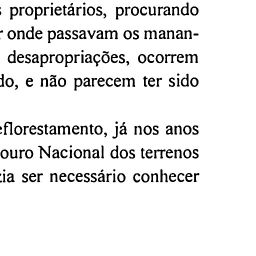 proprietários, procurando
onde passavam os manan-
desapropriações, ocorrem
do, e não parecem ter sido
eflorestamento, já nos anos
ouro Nacional dos terrenos
ia ser necessário conhecer